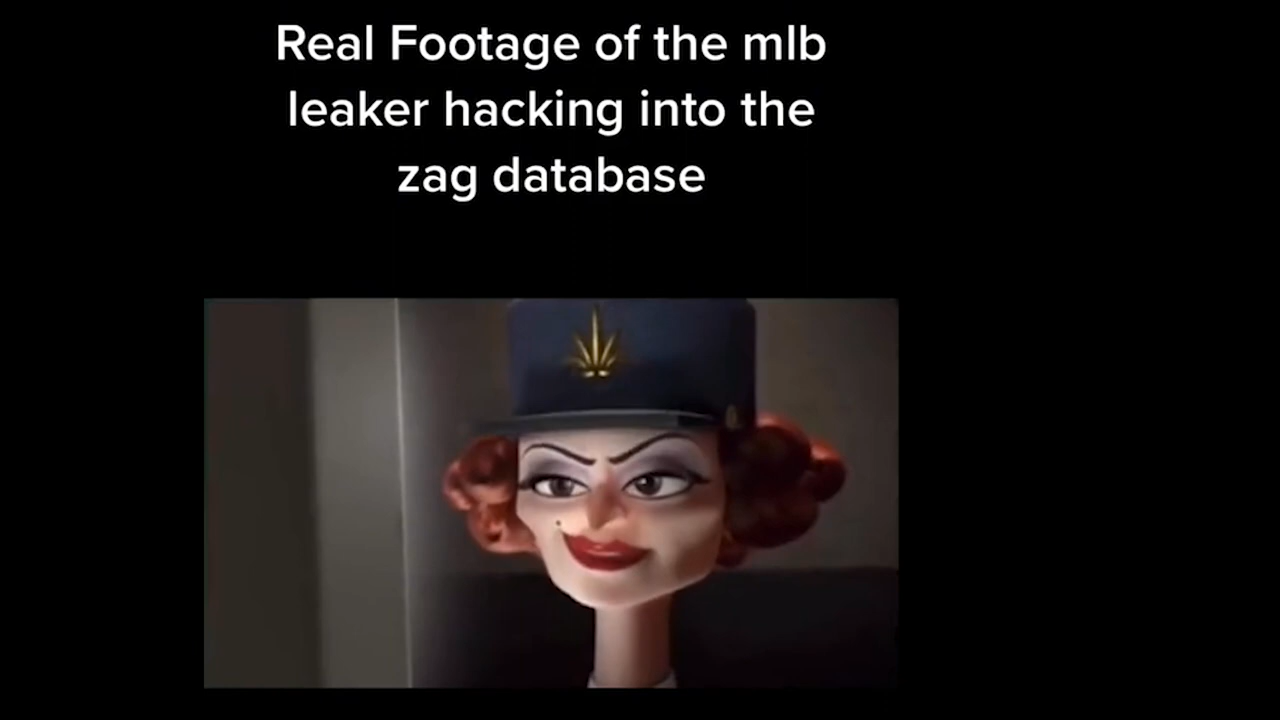 Real Footage of the mlb
leaker hacking into the
zag database